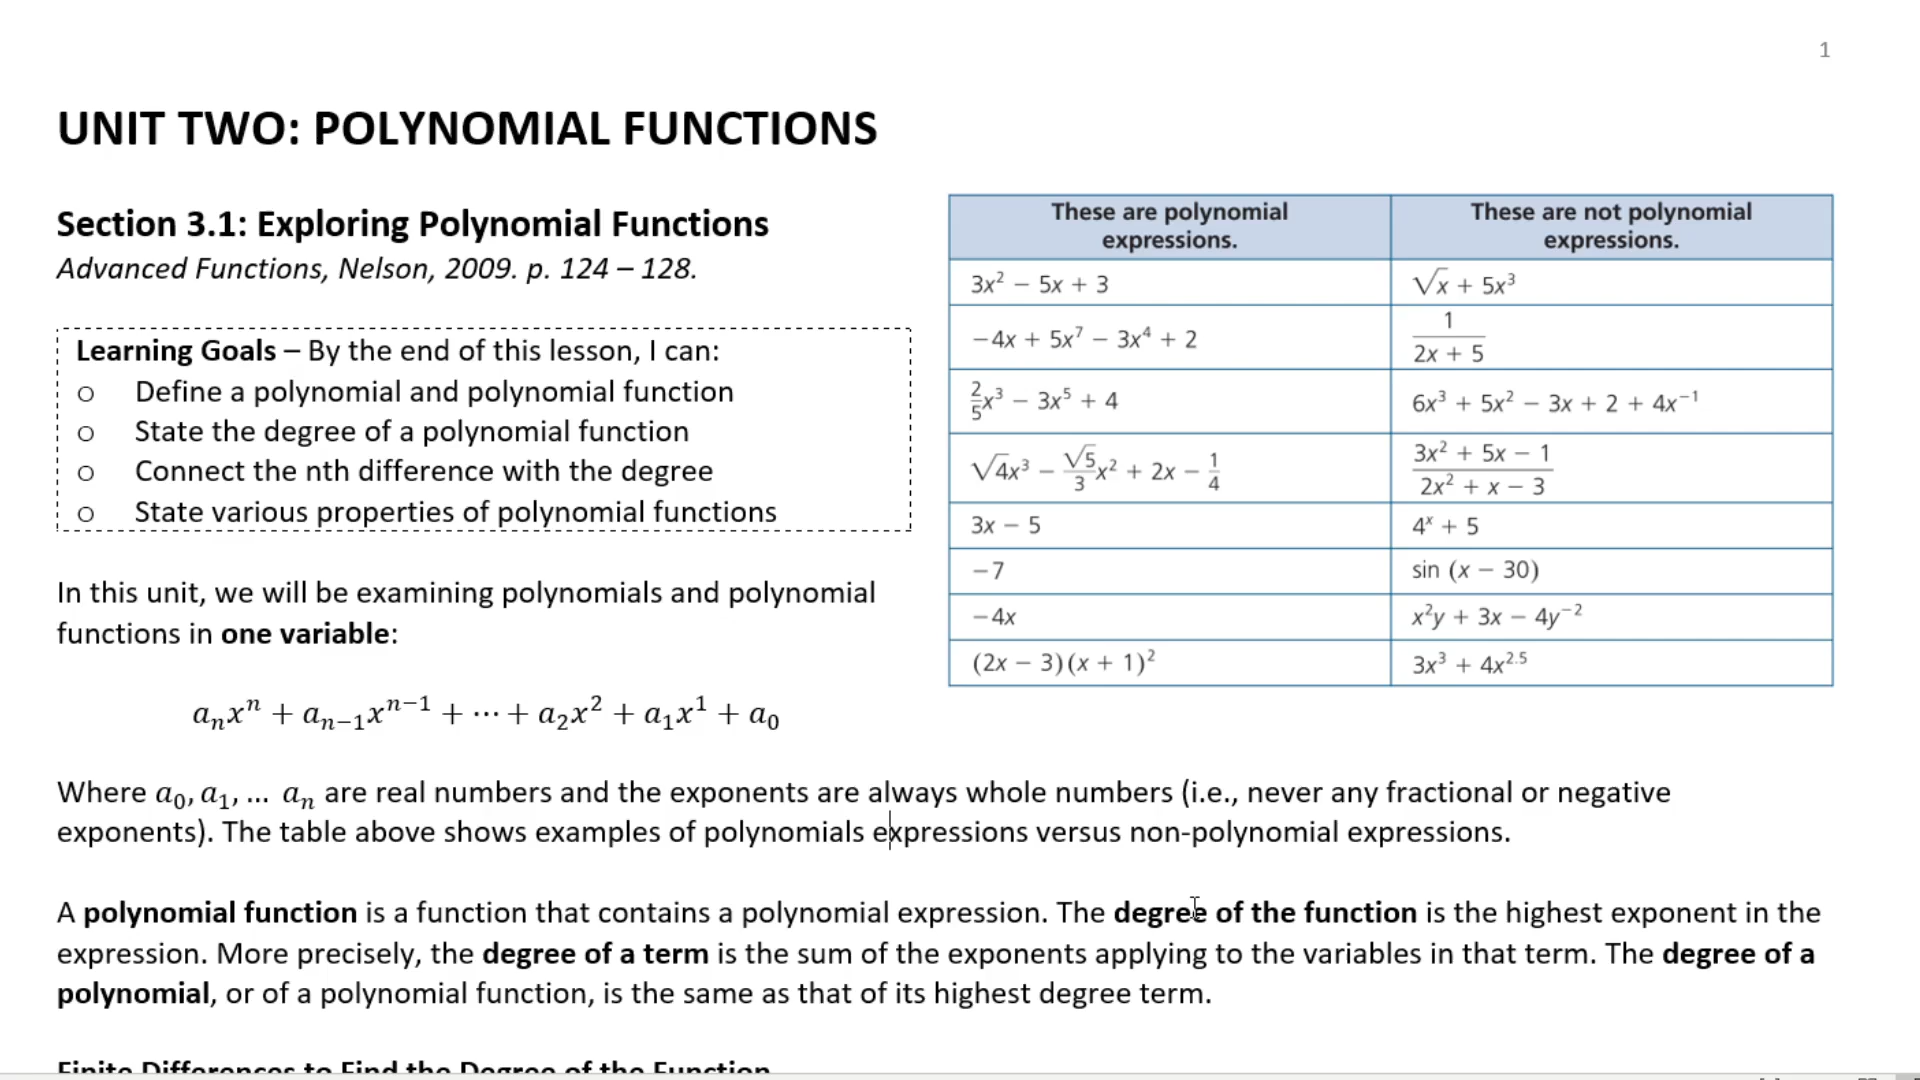 1
UNIT TWO: POLYNOMIAL FUNCTIONS
Section 3.1: Exploring Polynomial Functions
Advanced Functions, Nelson, 2009. p. 124 – 128.
Learning Goals – By the end of this lesson, I can:
o Define a polynomial and polynomial function
o State the degree of a polynomial function
o Connect the nth difference with the degree
o State various properties of polynomial functions
In this unit, we will be examining polynomials and polynomial
functions in one variable:
aₙxⁿ + aₙ₋₁xⁿ⁻¹ + ⋯ + a₂x² + a₁x¹ + a₀
These are polynomial
expressions.
These are not polynomial
expressions.
3x² − 5x + 3
√x + 5x³
−4x + 5x⁷ − 3x⁴ + 2
1/(2x + 5)
2/5 x³ − 3x⁵ + 4
6x³ + 5x² − 3x + 2 + 4x⁻¹
√4x³ − √5/3 x² + 2x − 1/4
(3x² + 5x − 1)/(2x² + x − 3)
3x − 5
4ˣ + 5
−7
sin (x − 30)
−4x
x²y + 3x − 4y⁻²
(2x − 3)(x + 1)²
3x³ + 4x^2.5
Where a₀, a₁, … aₙ are real numbers and the exponents are always whole numbers (i.e., never any fractional or negative
exponents). The table above shows examples of polynomials expressions versus non-polynomial expressions.
A polynomial function is a function that contains a polynomial expression. The degree of the function is the highest exponent in the
expression. More precisely, the degree of a term is the sum of the exponents applying to the variables in that term. The degree of a
polynomial, or of a polynomial function, is the same as that of its highest degree term.
Finite Differences to Find the Degree of the Function